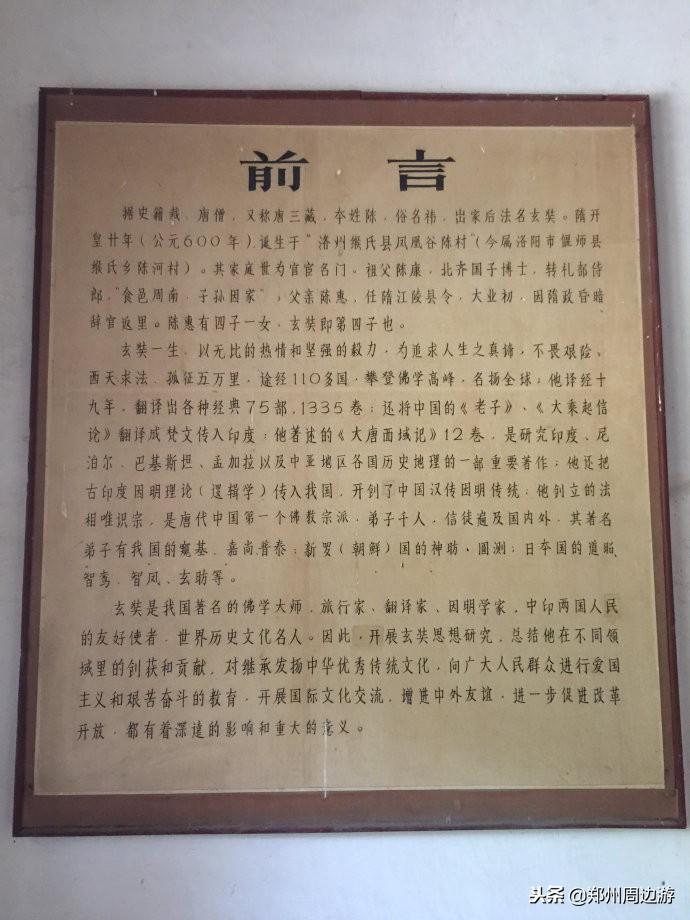 前 言
据史籍载，唐僧，又称唐三藏，本姓陈，俗名祎，出家后法名玄奘。隋开
皇廿年（公元600年），诞生于“洛州缑氏县凤凰谷陈村”（今属洛阳市偃师县
缑氏乡陈河村）。其家庭世为官宦名门。祖父陈康，北齐国子博士，转礼部侍
郎，“食邑周南，子孙因家”，父亲陈惠，任隋江陵县令，大业初，因隋政昏暗
辞官返里。陈惠有四子一女，玄奘即第四子也。
玄奘一生，以无比的热情和坚强的毅力，为追求人生之真谛，不畏艰险、
西天求法，孤征五万里，途经110多国，攀登佛学高峰，名扬全球；他译经十
九年，翻译出各种经典75部，1335卷；还将中国的《老子》、《大乘起信
论》翻译成梵文传入印度；他著述的《大唐西域记》12卷，是研究印度、尼
泊尔、巴基斯坦、孟加拉以及中亚地区各国历史地理的一部重要著作；他还把
古印度因明理论（逻辑学）传入我国，开创了中国汉传因明传统；他创立的法
相唯识宗，是唐代中国第一个佛教宗派，弟子千人，信徒遍及国内外，其著名
弟子有我国的窥基、嘉尚普泰；新罗（朝鲜）国的神昉、圆测；日本国的道昭、
智鸾、智凤、玄昉等。
玄奘是我国著名的佛学大师，旅行家、翻译家、因明学家，中印两国人民
的友好使者，世界历史文化名人。因此，开展玄奘思想研究，总结他在不同领
域里的创获和贡献，对继承发扬中华优秀传统文化，向广大人民群众进行爱国
主义和艰苦奋斗的教育，开展国际文化交流，增进中外友谊，进一步促进改革
开放，都有着深远的影响和重大的意义。
头条@郑州周边游